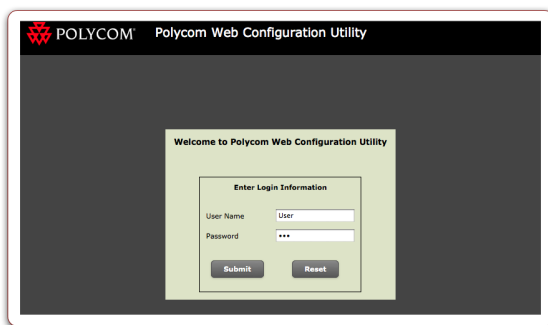 POLYCOM® Polycom Web Configuration Utility
Welcome to Polycom Web Configuration Utility
Enter Login Information
User Name User
Password •••
Submit Reset